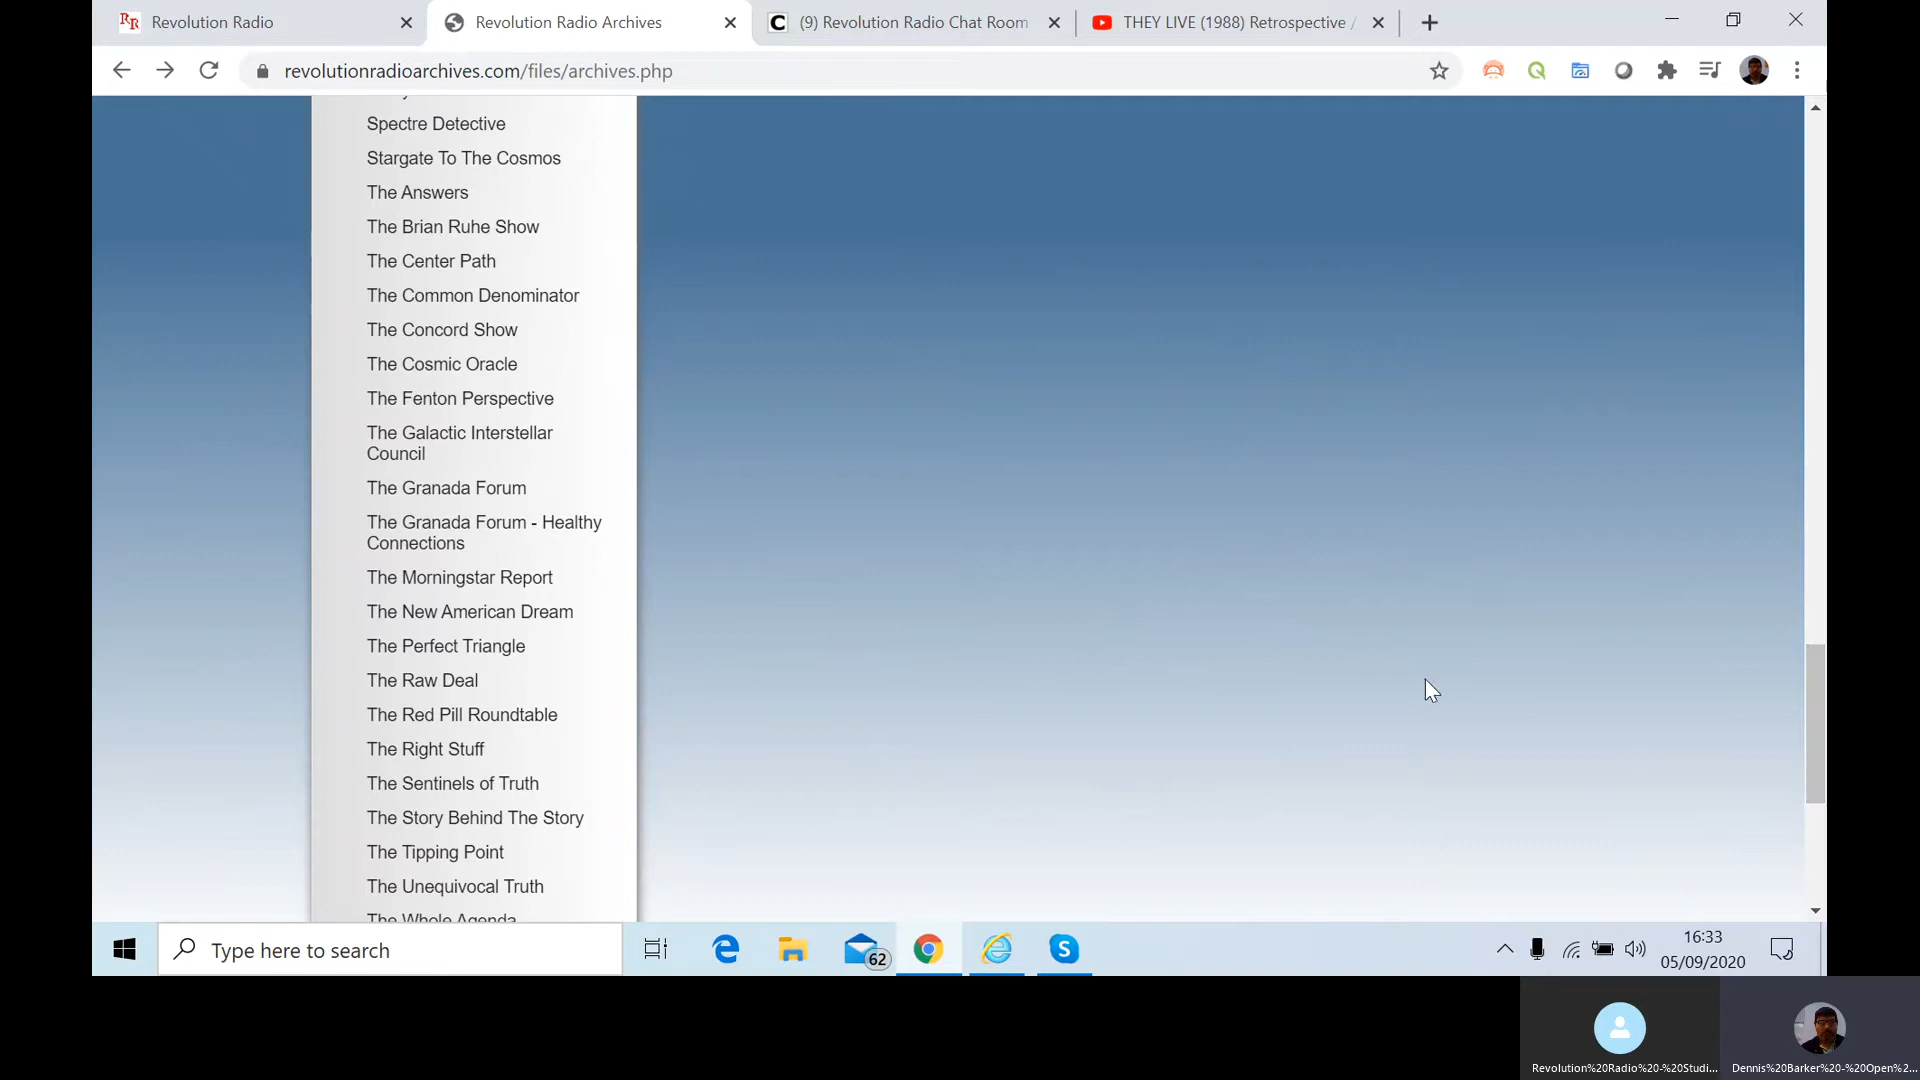 Revolution Radio
Revolution Radio Archives
(9) Revolution Radio Chat Room
THEY LIVE (1988) Retrospective /
revolutionradioarchives.com/files/archives.php
Spectre Detective
Stargate To The Cosmos
The Answers
The Brian Ruhe Show
The Center Path
The Common Denominator
The Concord Show
The Cosmic Oracle
The Fenton Perspective
The Galactic Interstellar
Council
The Granada Forum
The Granada Forum - Healthy
Connections
The Morningstar Report
The New American Dream
The Perfect Triangle
The Raw Deal
The Red Pill Roundtable
The Right Stuff
The Sentinels of Truth
The Story Behind The Story
The Tipping Point
The Unequivocal Truth
The Whole Agenda
Type here to search
62
16:33
05/09/2020
Revolution%20Radio%20-%20Studi...
Dennis%20Barker%20-%20Open%2...